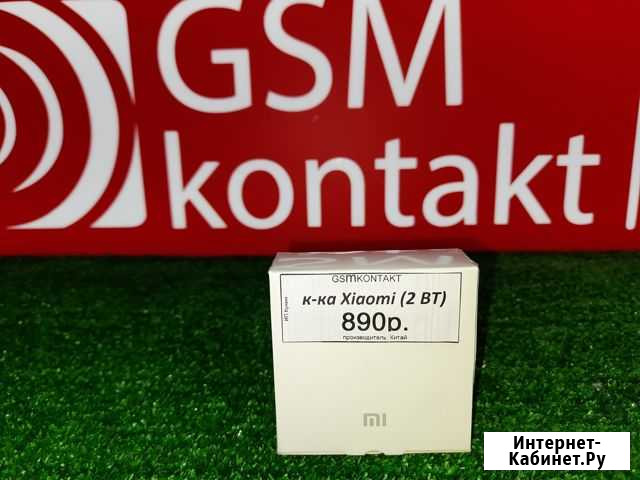 GSM
kontakt
GSMKONTAKT
к-ка Xiaomi (2 ВТ)
890р.
производитель: Китай
mi
Интернет-
Кабинет.Ру